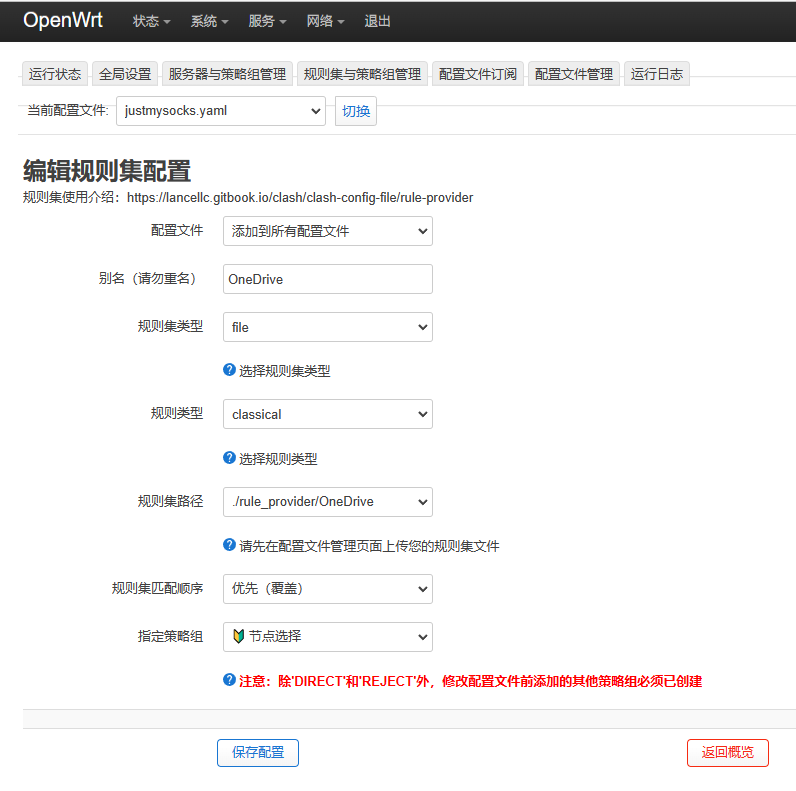 OpenWrt 状态 系统 服务 网络 退出
运行状态 全局设置 服务器与策略组管理 规则集与策略组管理 配置文件订阅 配置文件管理 运行日志
当前配置文件: justmysocks.yaml 切换
编辑规则集配置
规则集使用介绍：https://lancellc.gitbook.io/clash/clash-config-file/rule-provider
配置文件 添加到所有配置文件
别名（请勿重名） OneDrive
规则集类型 file
选择规则集类型
规则类型 classical
选择规则类型
规则集路径 ./rule_provider/OneDrive
请先在配置文件管理页面上传您的规则集文件
规则集匹配顺序 优先（覆盖）
指定策略组 🔰 节点选择
注意：除'DIRECT'和'REJECT'外，修改配置文件前添加的其他策略组必须已创建
保存配置 返回概览